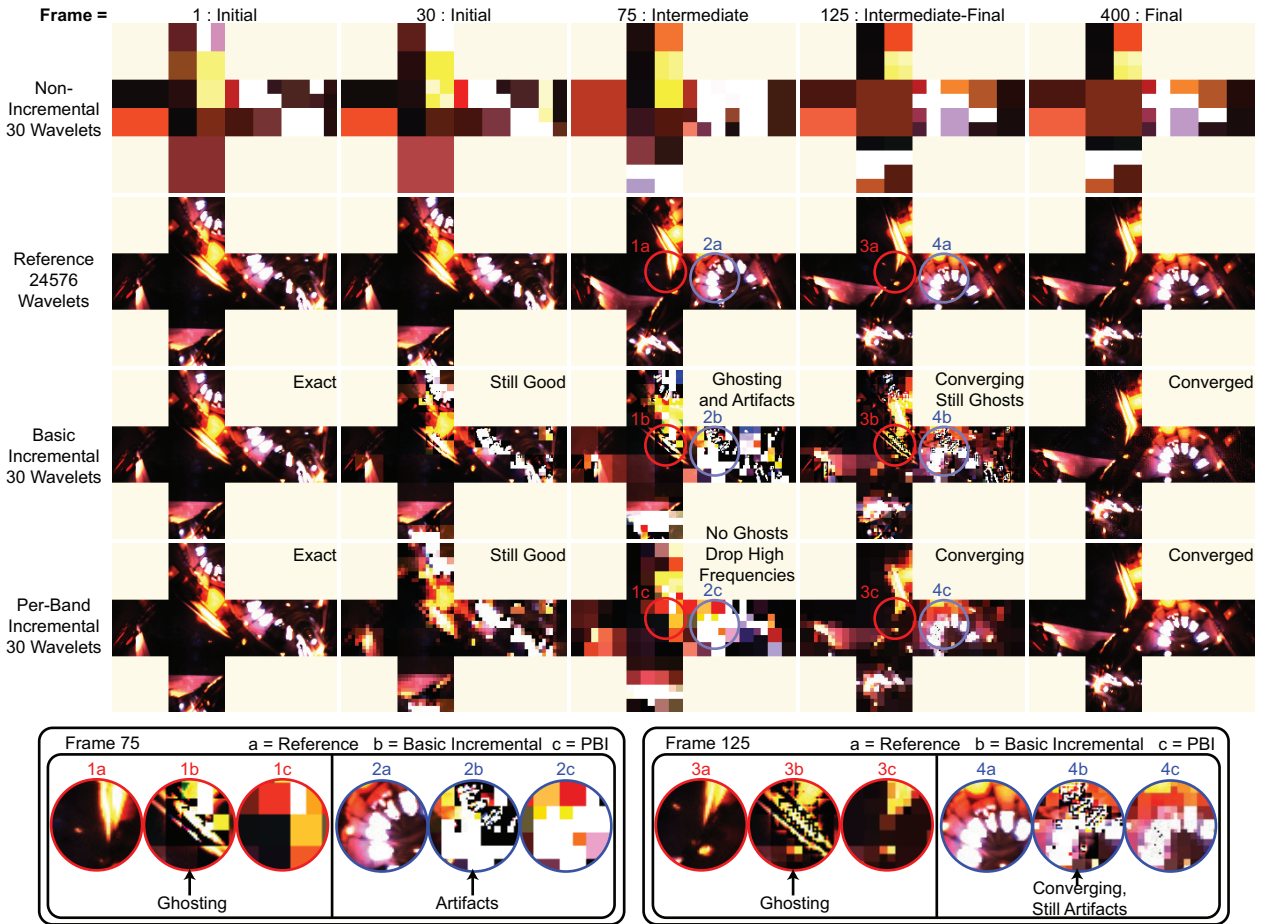 Frame = 1 : Initial 30 : Initial 75 : Intermediate 125 : Intermediate-Final 400 : Final
Non-
Incremental
30 Wavelets
Reference
24576
Wavelets
1a 2a 3a 4a
Basic
Incremental
30 Wavelets
Exact
Still Good
Ghosting
and Artifacts
Converging
Still Ghosts
Converged
1b 2b 3b 4b
Per-Band
Incremental
30 Wavelets
Exact
Still Good
No Ghosts
Drop High
Frequencies
Converging
Converged
1c 2c 3c 4c
Frame 75 a = Reference b = Basic Incremental c = PBI
1a 1b 1c 2a 2b 2c
Ghosting Artifacts
Frame 125 a = Reference b = Basic Incremental c = PBI
3a 3b 3c 4a 4b 4c
Ghosting
Converging,
Still Artifacts